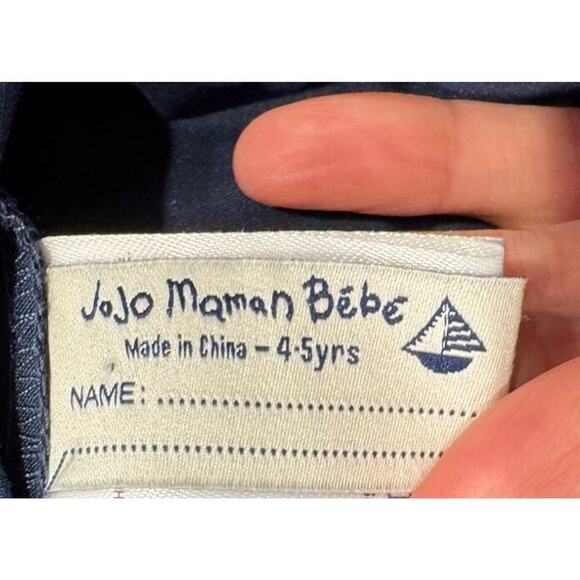 JoJo Maman Bébé
Made in China - 4-5yrs
NAME: ................................................
................................................................